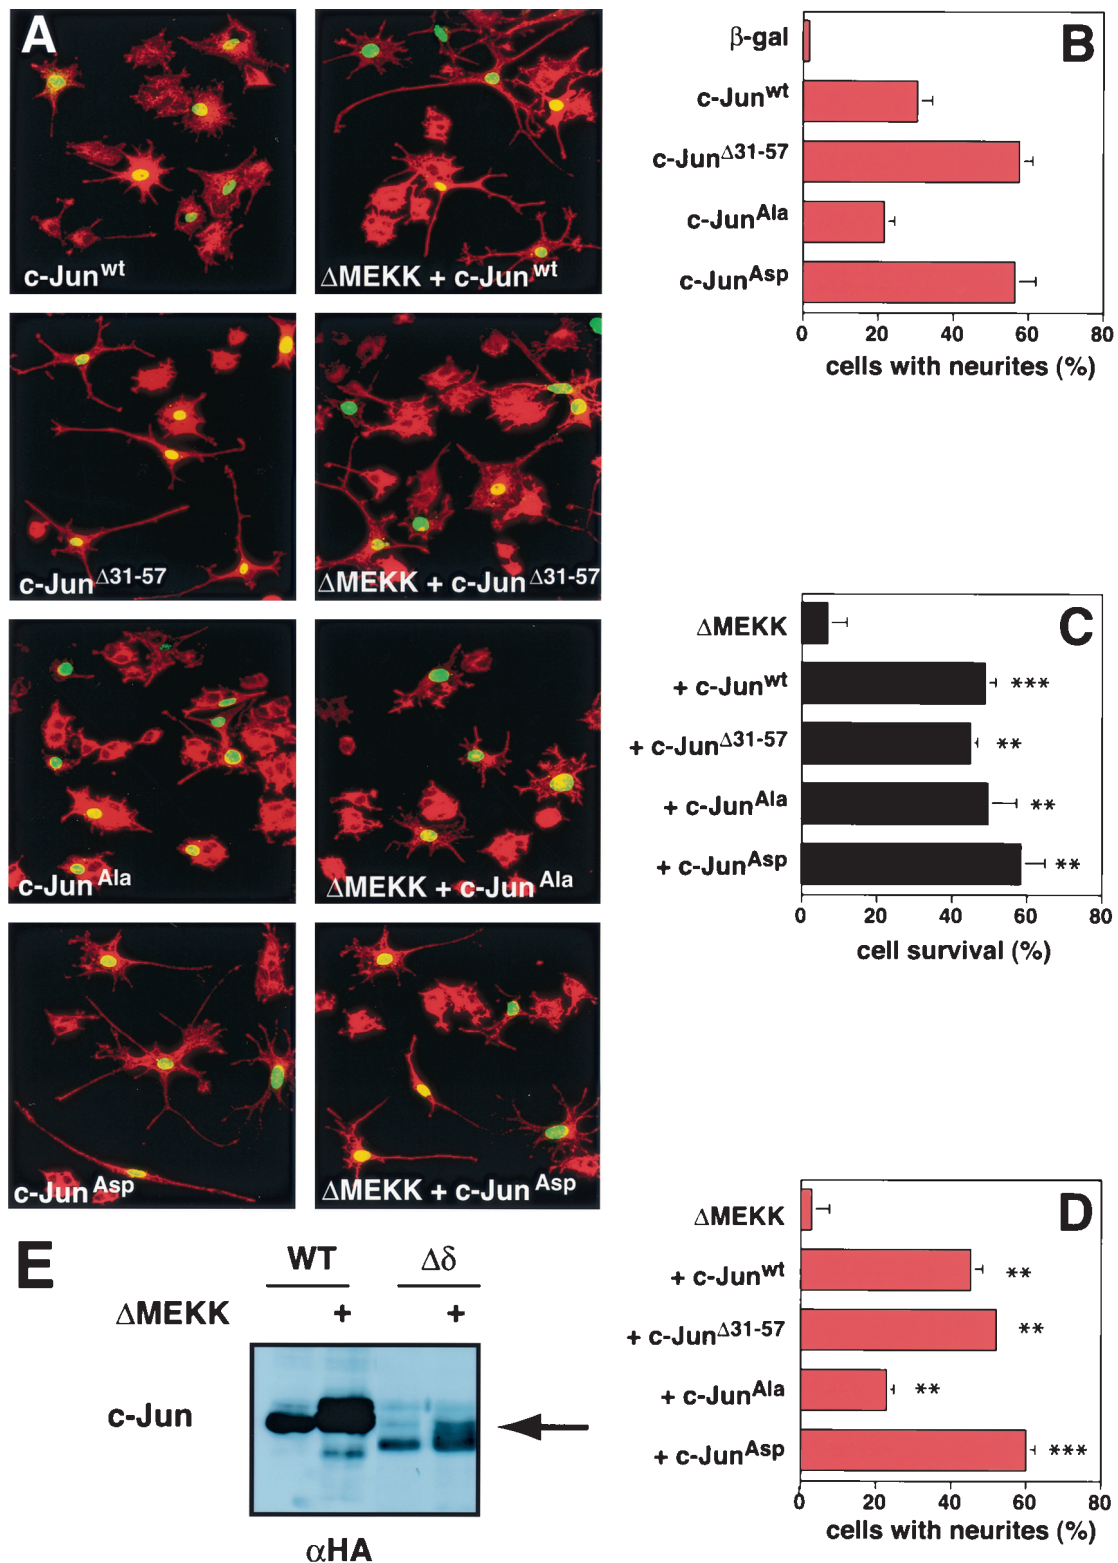 A
c-Jun^wt
ΔMEKK + c-Jun^wt
c-Jun^Δ31-57
ΔMEKK + c-Jun^Δ31-57
c-Jun^Ala
ΔMEKK + c-Jun^Ala
c-Jun^Asp
ΔMEKK + c-Jun^Asp
B
β-gal
c-Jun^wt
c-Jun^Δ31-57
c-Jun^Ala
c-Jun^Asp
0 20 40 60 80
cells with neurites (%)
C
ΔMEKK
+ c-Jun^wt ***
+ c-Jun^Δ31-57 **
+ c-Jun^Ala **
+ c-Jun^Asp **
0 20 40 60 80
cell survival (%)
D
ΔMEKK
+ c-Jun^wt **
+ c-Jun^Δ31-57 **
+ c-Jun^Ala **
+ c-Jun^Asp ***
0 20 40 60 80
cells with neurites (%)
E
WT Δδ
ΔMEKK + +
c-Jun
αHA